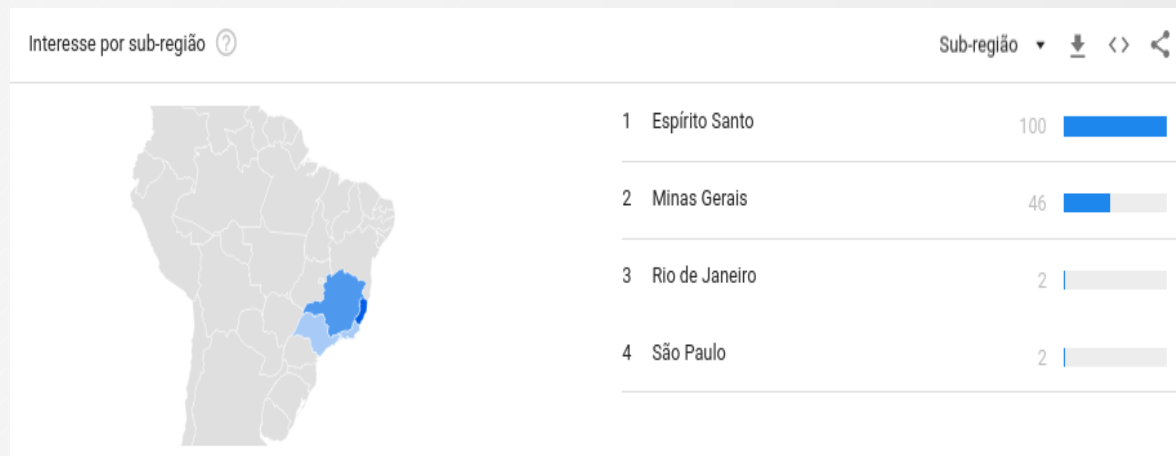 Interesse por sub-região ?
Sub-região
1 Espírito Santo 100
2 Minas Gerais 46
3 Rio de Janeiro 2
4 São Paulo 2